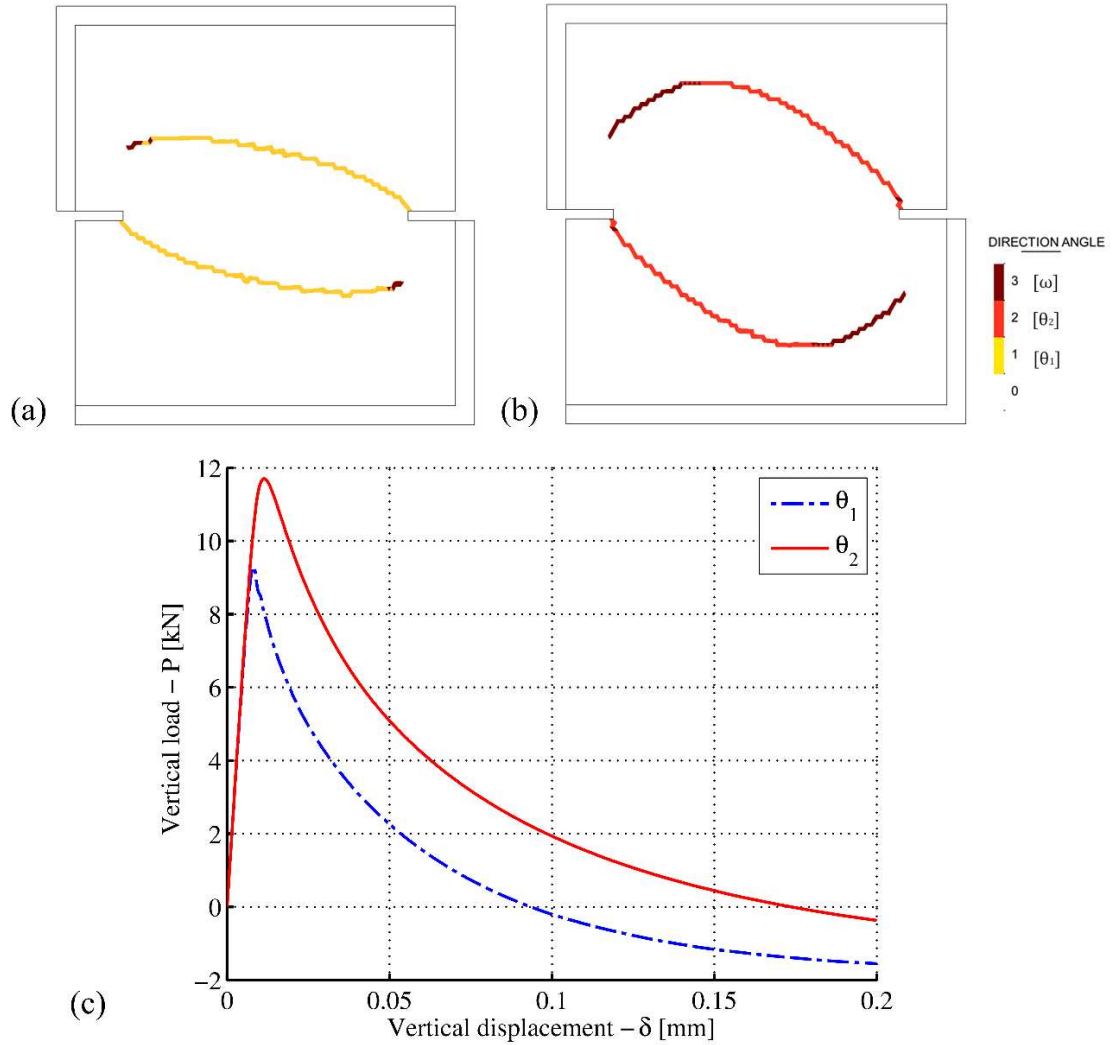 DIRECTION ANGLE
3 [ω]
2 [θ2]
1 [θ1]
0
(a)
(b)
12
10
8
6
4
2
0
−2
Vertical load − P [kN]
θ1
θ2
(c)
0 0.05 0.1 0.15 0.2
Vertical displacement − δ [mm]